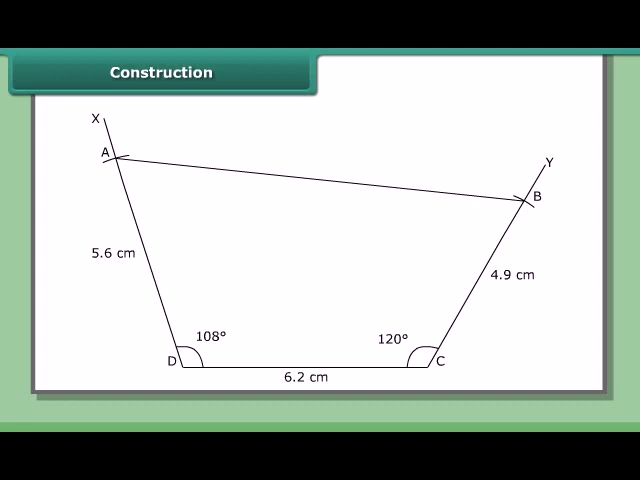 Construction
X
A
Y
B
5.6 cm
4.9 cm
108°
120°
D
C
6.2 cm